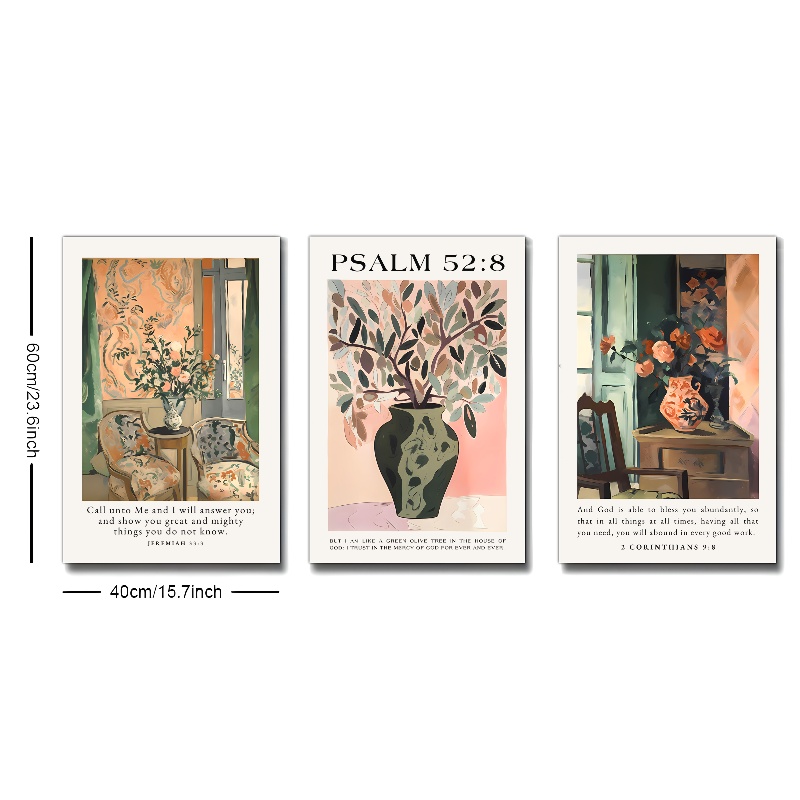 60cm/23.6inch
40cm/15.7inch
Call unto Me and I will answer you;
and show you great and mighty
things you do not know.
JEREMIAH 33:3
PSALM 52:8
BUT I AM LIKE A GREEN OLIVE TREE IN THE HOUSE OF
GOD: I TRUST IN THE MERCY OF GOD FOR EVER AND EVER
And God is able to bless you abundantly, so
that in all things at all times, having all that
you need, you will abound in every good work.
2 CORINTHIANS 9:8